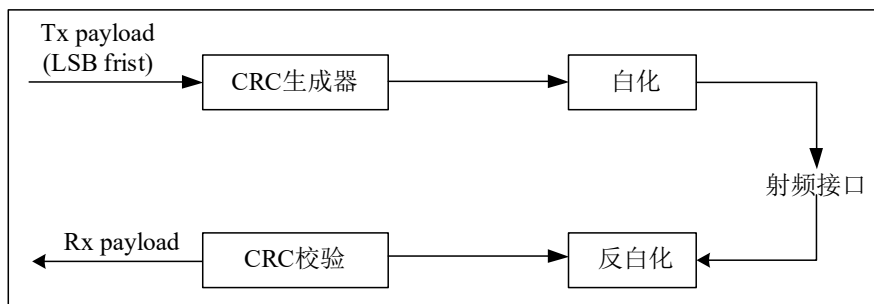 Tx payload
(LSB frist)
CRC生成器
白化
射频接口
Rx payload
CRC校验
反白化